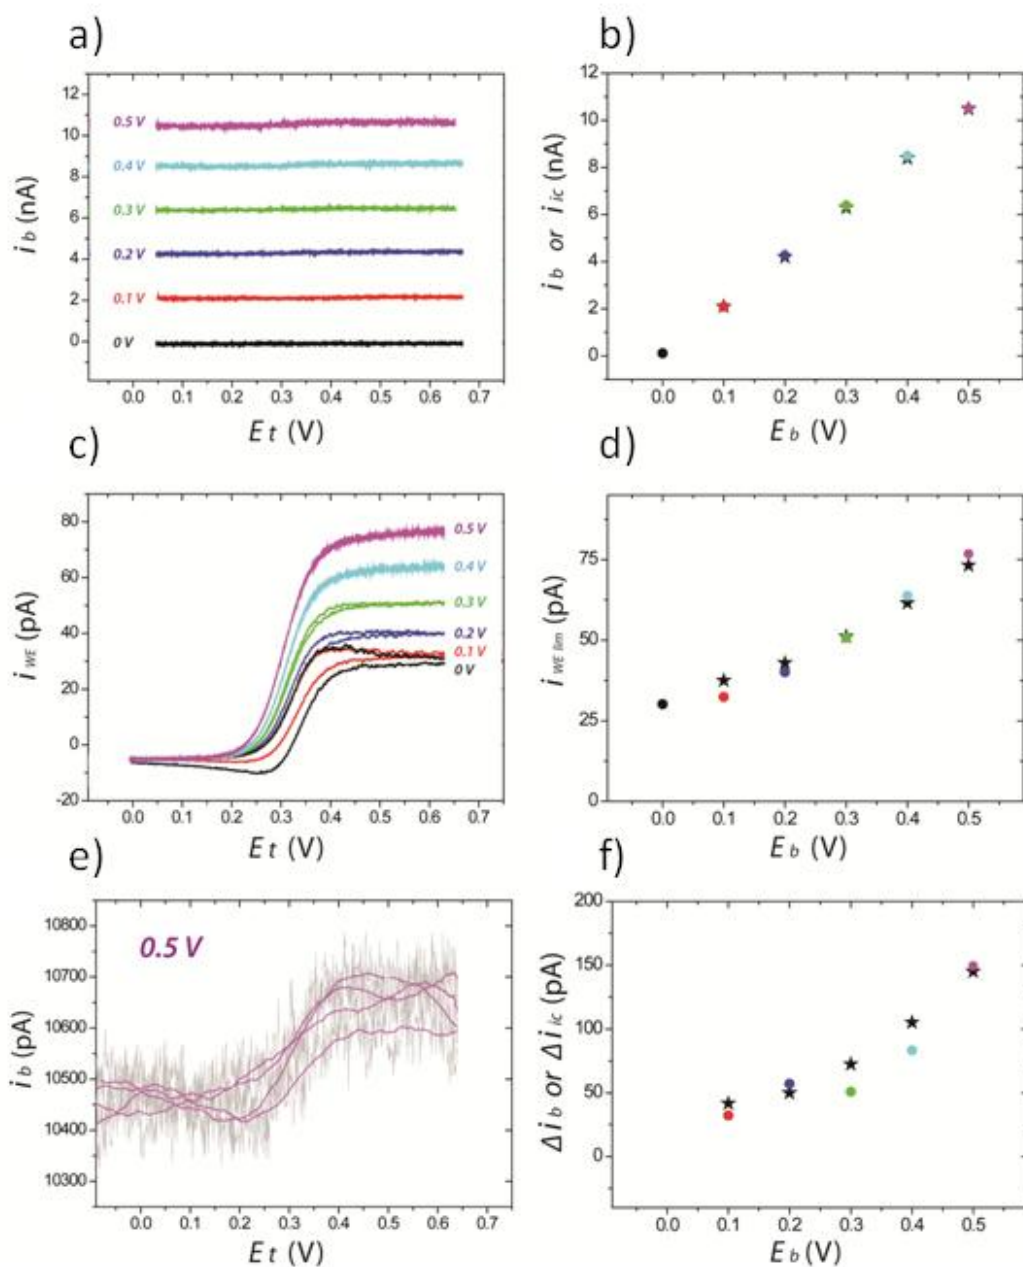 a)
12
10
8
6
4
2
0
0.5 V
0.4 V
0.3 V
0.2 V
0.1 V
0 V
i b (nA)
0.0 0.1 0.2 0.3 0.4 0.5 0.6 0.7
E t (V)
b)
12
10
8
6
4
2
0
i b or i ic (nA)
0.0 0.1 0.2 0.3 0.4 0.5
E b (V)
c)
80
60
40
20
0
-20
0.5 V
0.4 V
0.3 V
0.2 V
0.1 V
0 V
i WE (pA)
0.0 0.1 0.2 0.3 0.4 0.5 0.6 0.7
E t (V)
d)
75
50
25
0
i WE lim (pA)
0.0 0.1 0.2 0.3 0.4 0.5
E b (V)
e)
10800
10700
10600
10500
10400
10300
0.5 V
i b (pA)
0.0 0.1 0.2 0.3 0.4 0.5 0.6 0.7
E t (V)
f)
200
150
100
50
0
Δi b or Δi ic (pA)
0.0 0.1 0.2 0.3 0.4 0.5
E b (V)